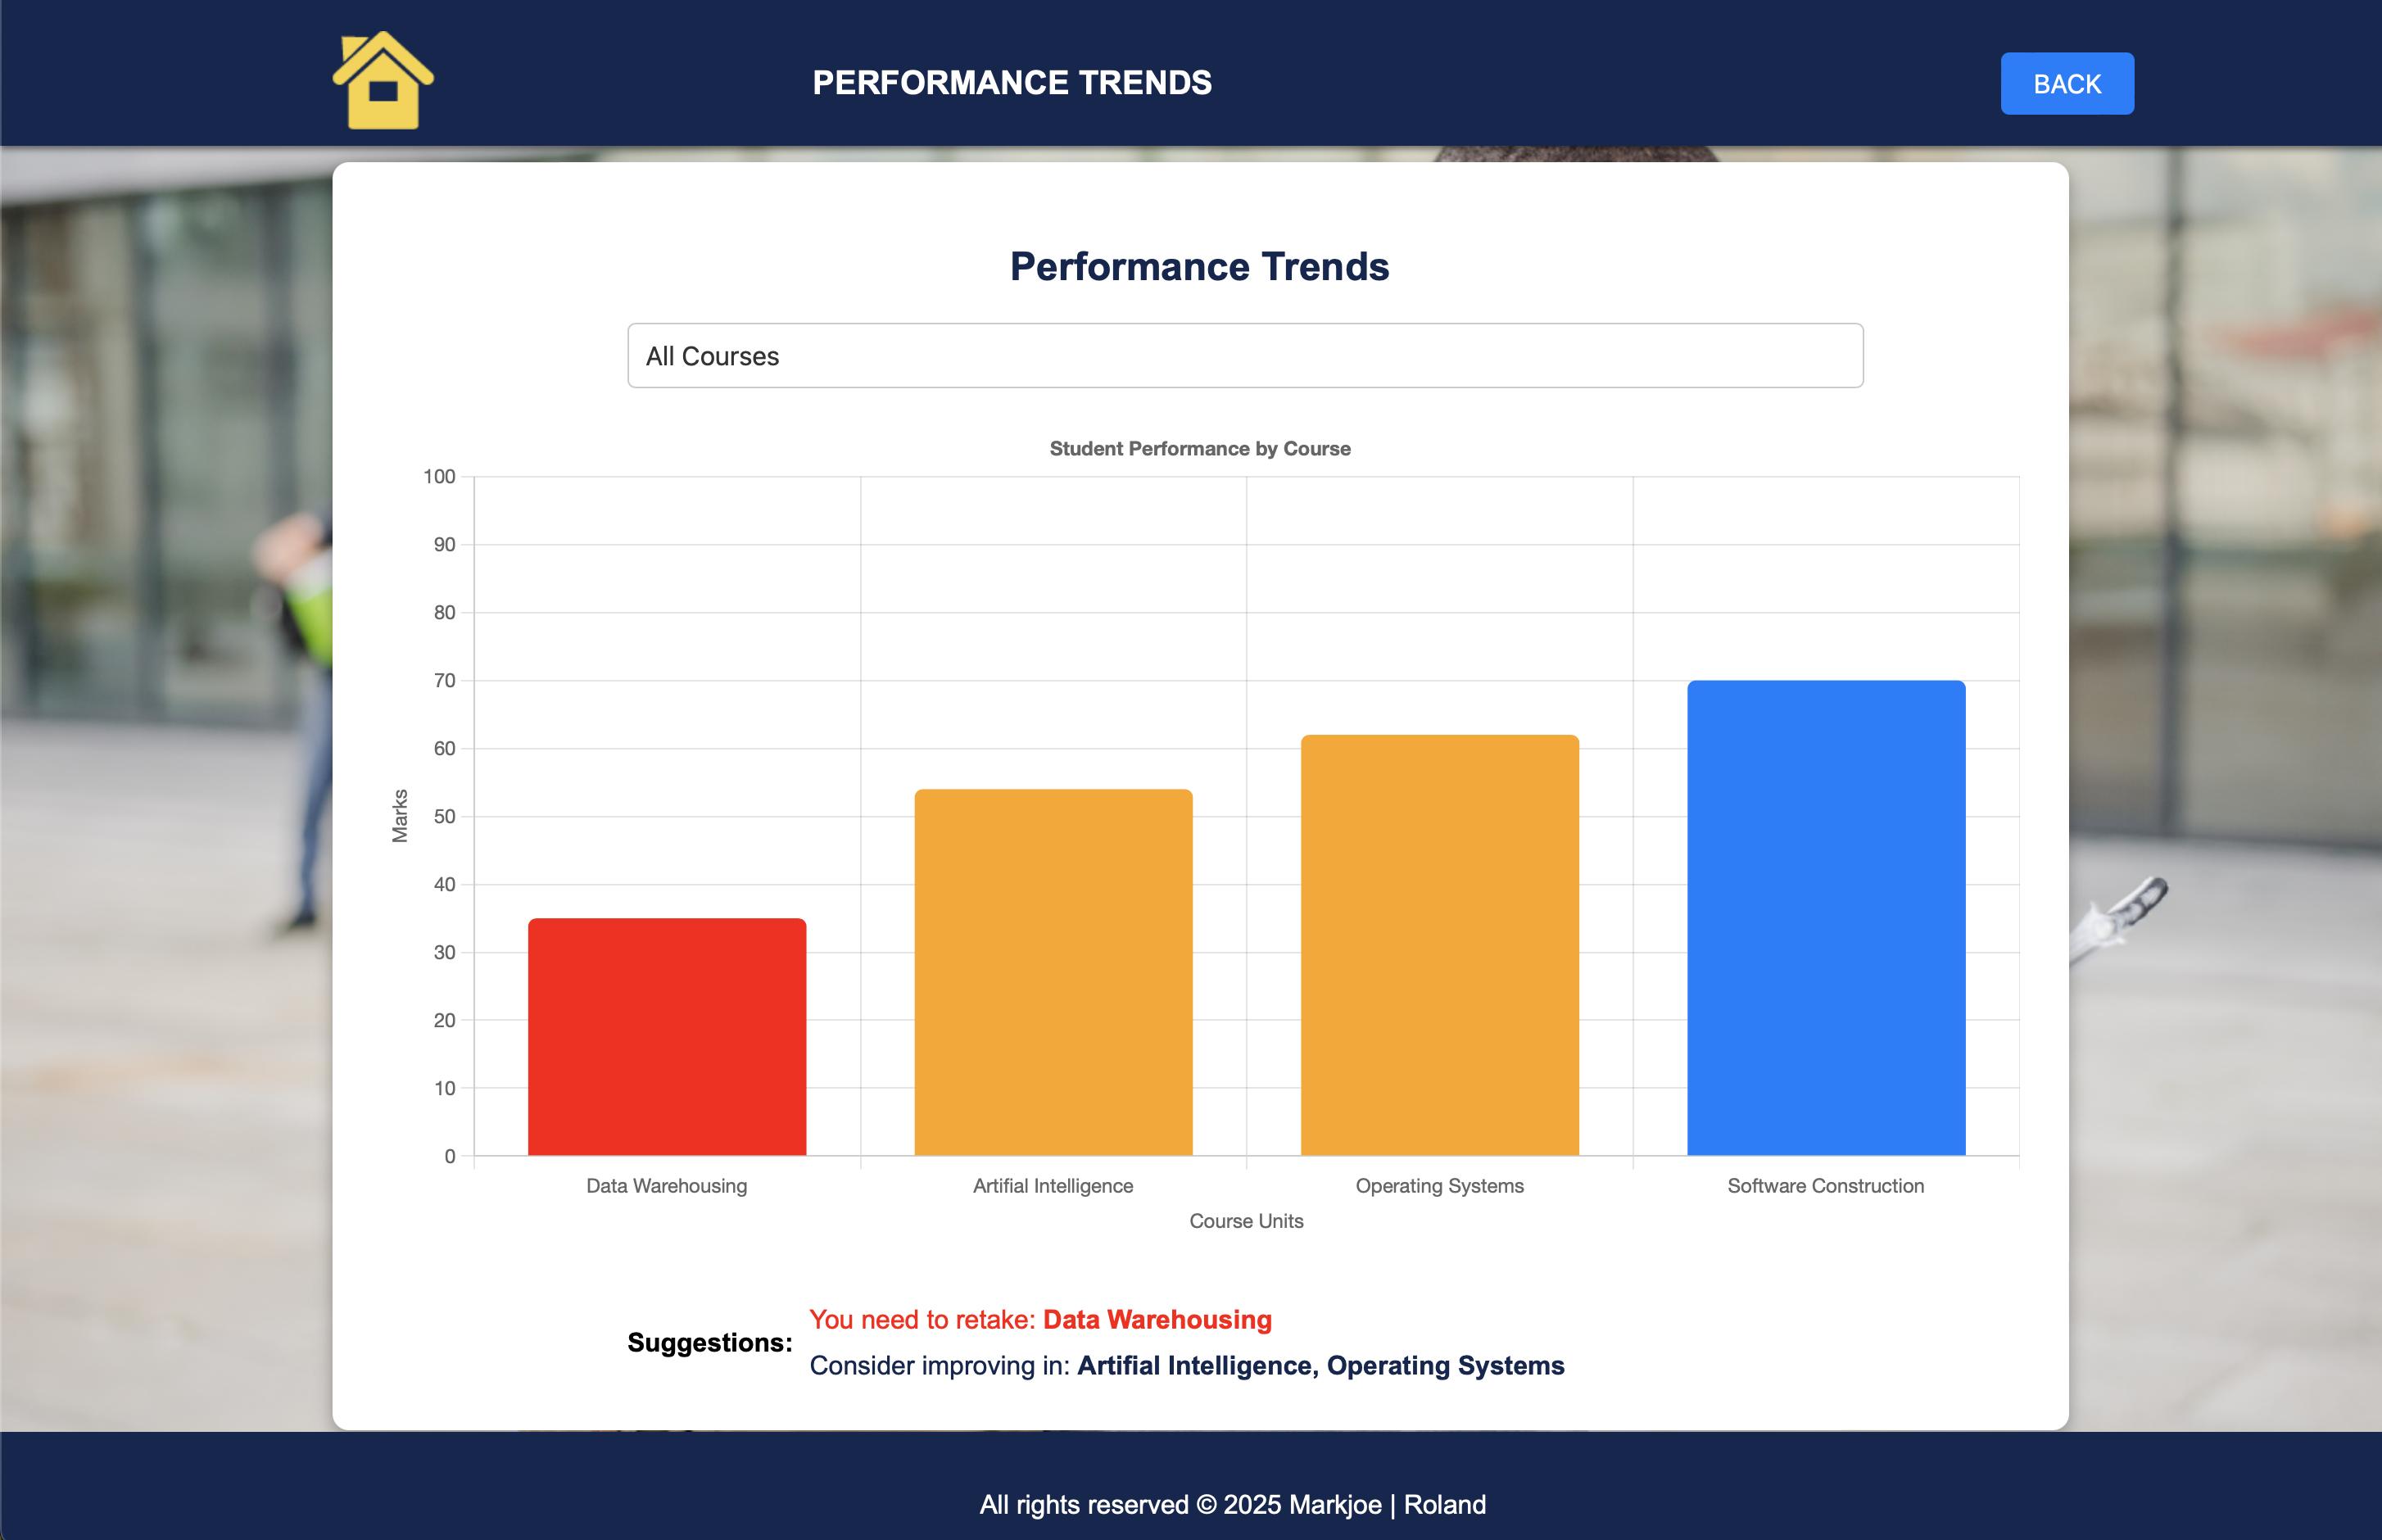 PERFORMANCE TRENDS
BACK
Performance Trends
All Courses
Student Performance by Course
100
90
80
70
60
50
40
30
20
10
0
Marks
Data Warehousing
Artifial Intelligence
Operating Systems
Software Construction
Course Units
Suggestions:
You need to retake: Data Warehousing
Consider improving in: Artifial Intelligence, Operating Systems
All rights reserved © 2025 Markjoe | Roland